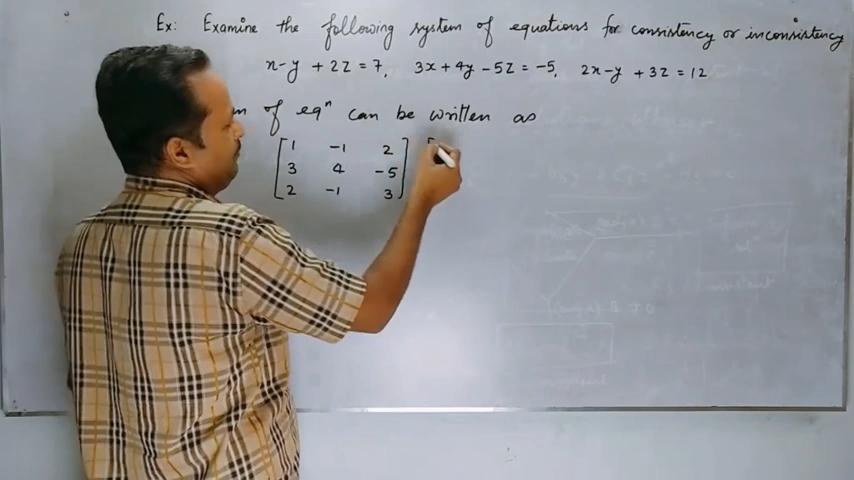 Ex: Examine the following system of equations for consistency or inconsistency
x-y + 2z = 7, 3x + 4y - 5z = -5, 2x - y + 3z = 12
of eqⁿ can be written as
[ 1 -1 2 ] [
3 4 -5
2 -1 3